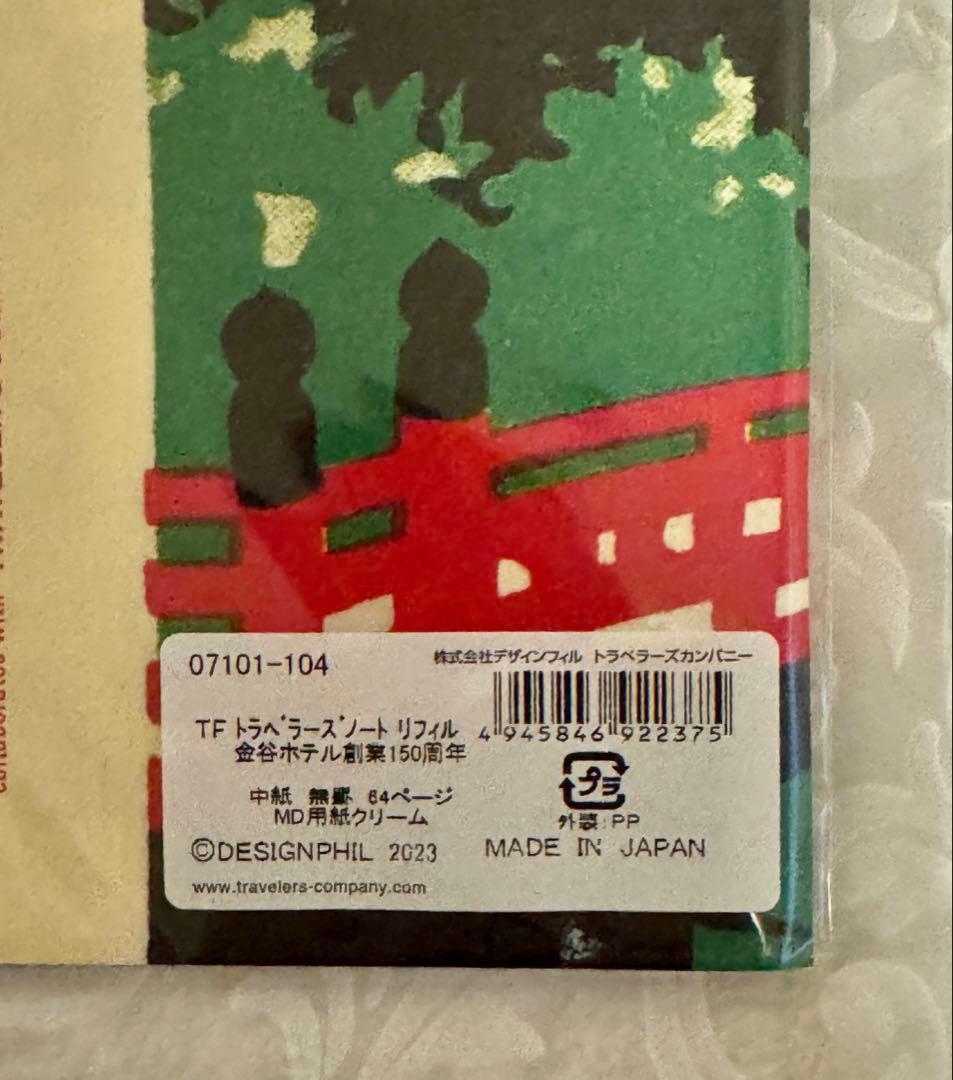 collaborated with TRAVELER'S
07101-104
株式会社デザインフィル トラベラーズカンパニー
4 945846 922375
TF トラベラーズノート リフィル
金谷ホテル創業150周年
プラ
中紙 無罫 64ページ
外装:PP
MD用紙クリーム
©DESIGNPHIL 2023
MADE IN JAPAN
www.travelers-company.com